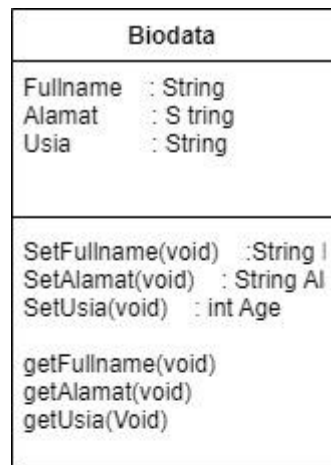 Biodata
Fullname : String
Alamat : S tring
Usia : String
SetFullname(void) :String
SetAlamat(void) : String Al
SetUsia(void) : int Age
getFullname(void)
getAlamat(void)
getUsia(Void)